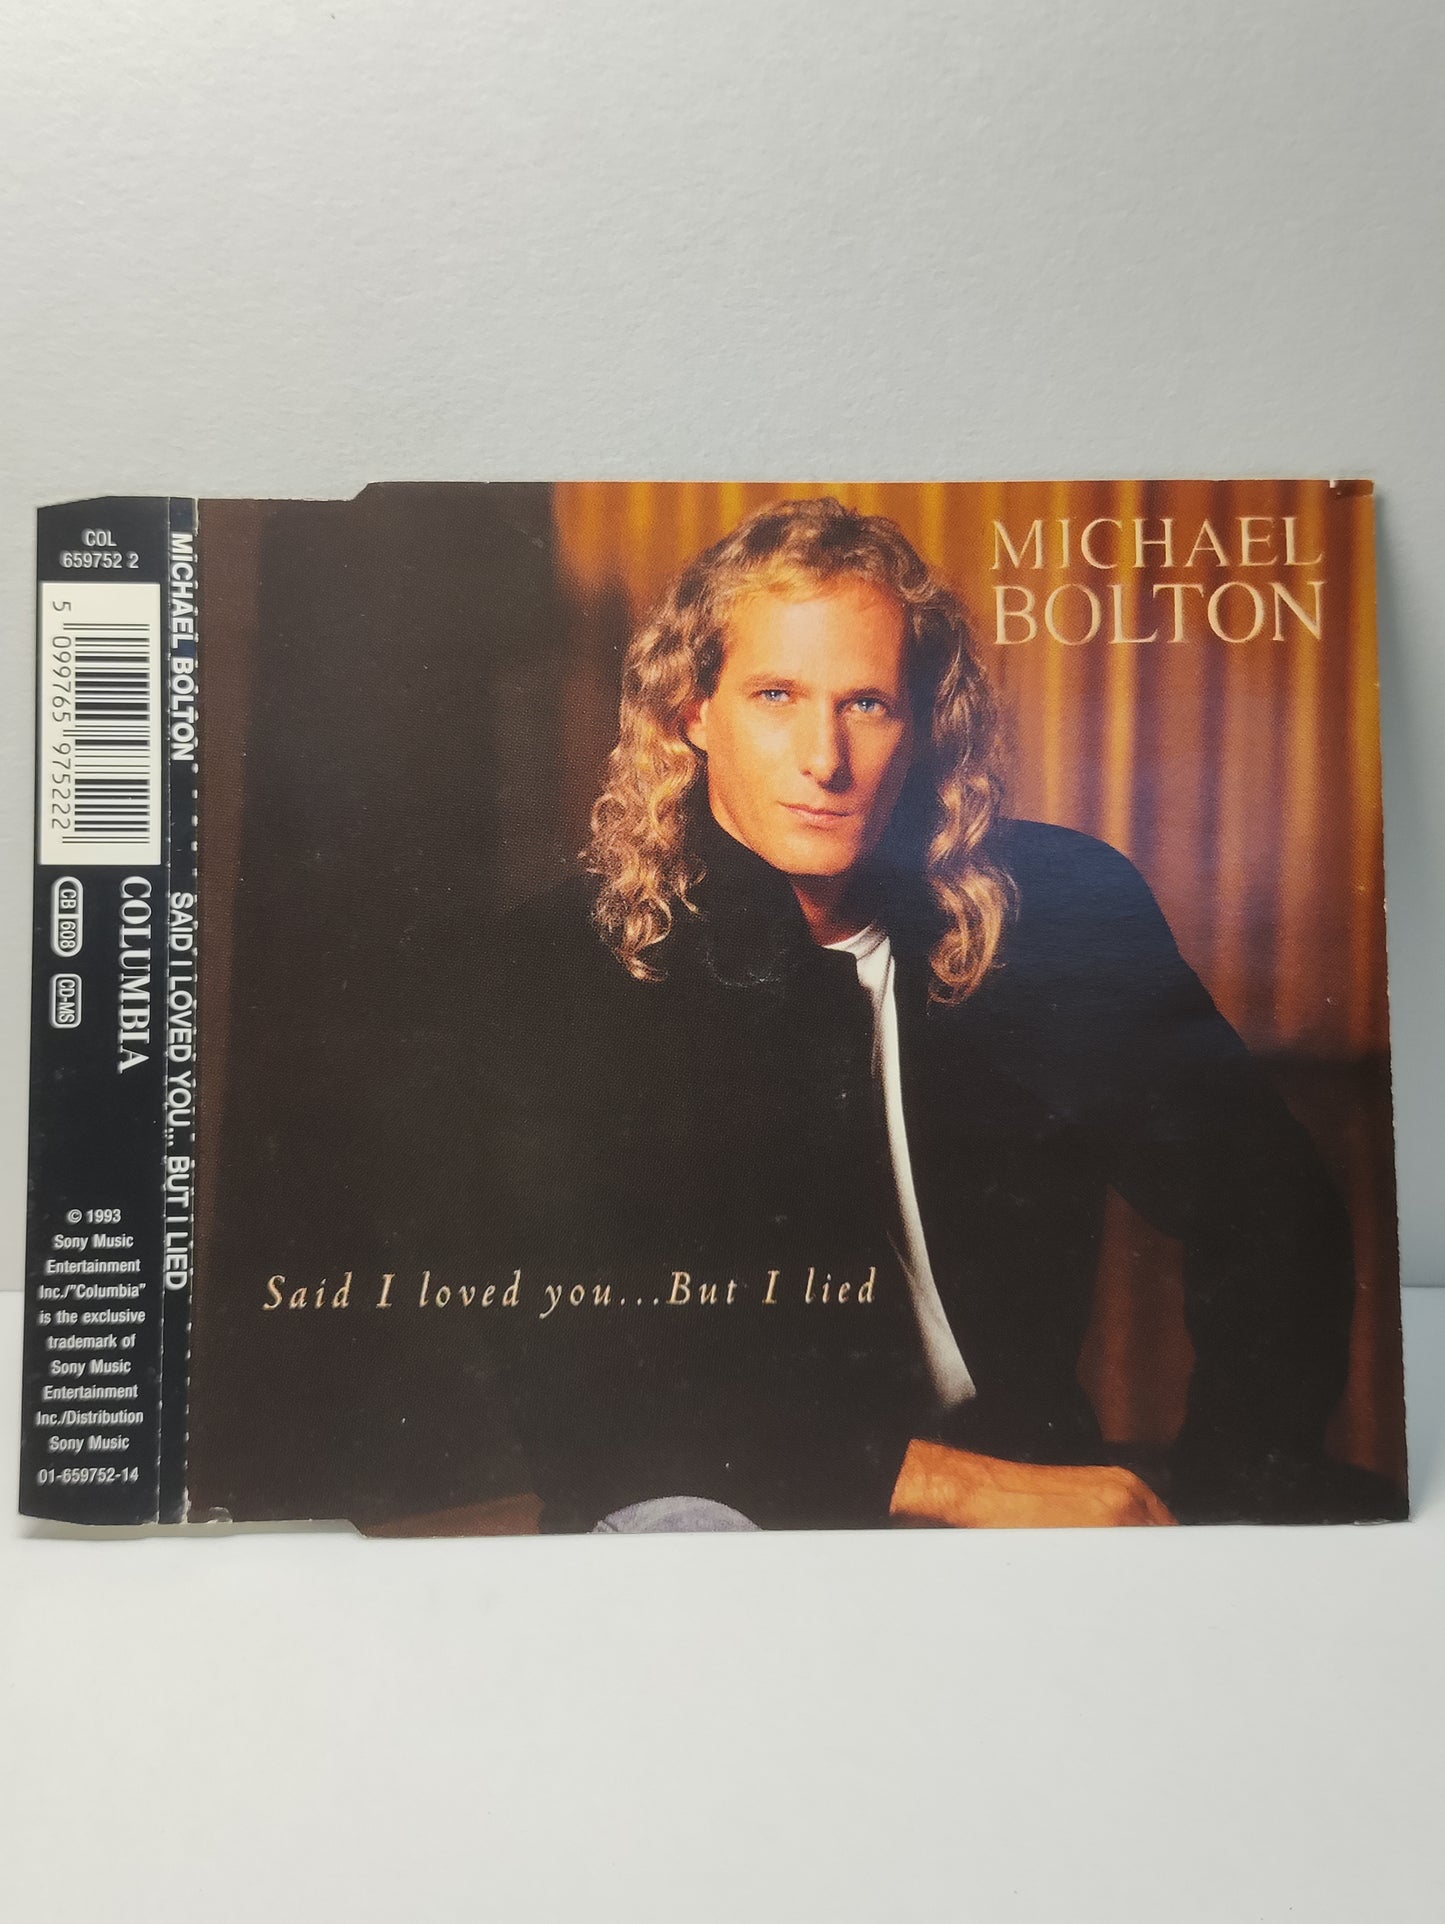 COL
659752 2
5 099765 975222
COLUMBIA
CB 608
CD-MS
© 1993
Sony Music
Entertainment
Inc./"Columbia"
is the exclusive
trademark of
Sony Music
Entertainment
Inc./Distribution
Sony Music
01-659752-14
MICHAEL BOLTON SAID I LOVED YOU... BUT I LIED
MICHAEL
BOLTON
Said I loved you...But I lied